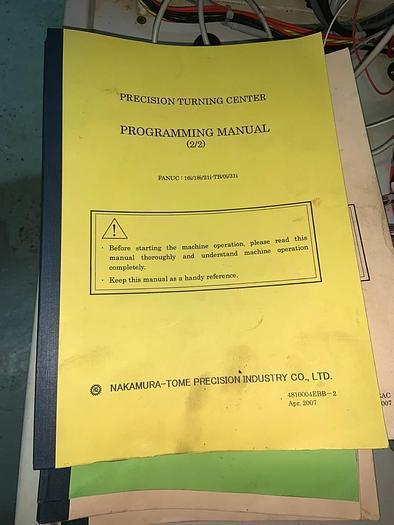 PRECISION TURNING CENTER
PROGRAMMING MANUAL
(2/2)
FANUC : 16i/18i/21i-TB/0i/31i
· Before starting the machine operation, please read this
manual thoroughly and understand machine operation
completely.
· Keep this manual as a handy reference.
NAKAMURA-TOME PRECISION INDUSTRY CO., LTD.
4810004EBB-2
Apr. 2007
AC
007